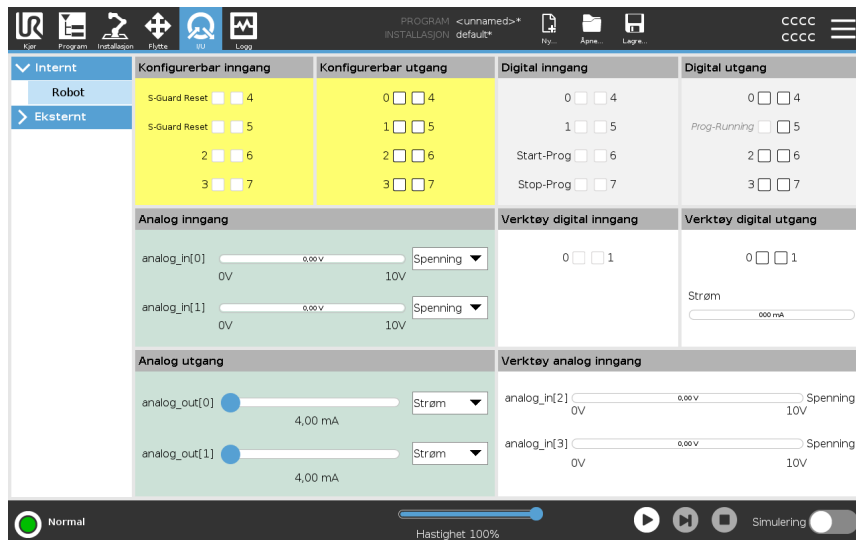 UR
PROGRAM <unnamed>*
INSTALLASJON default*
CCCC
CCCC
Kjør Program Installasjon Flytte I/U Logg Ny... Åpne... Lagre...
Internt
Robot
Eksternt
Konfigurerbar inngang
S-Guard Reset 4
S-Guard Reset 5
2 6
3 7
Konfigurerbar utgang
0 4
1 5
2 6
3 7
Digital inngang
0 4
1 5
Start-Prog 6
Stop-Prog 7
Digital utgang
0 4
Prog-Running 5
2 6
3 7
Analog inngang
analog_in[0] 0,00 V Spenning
0V 10V
analog_in[1] 0,00 V Spenning
0V 10V
Verktøy digital inngang
0 1
Verktøy digital utgang
0 1
Strøm
000 mA
Analog utgang
analog_out[0] Strøm
4,00 mA
analog_out[1] Strøm
4,00 mA
Verktøy analog inngang
analog_in[2] 0,00 V Spenning
0V 10V
analog_in[3] 0,00 V Spenning
0V 10V
Normal
Hastighet 100%
Simulering